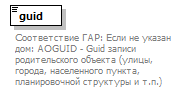 guid
Соответствие ГАР: Если не указан
дом: AOGUID - Guid записи
родительского объекта (улицы,
города, населенного пункта,
планировочной структуры и т.п.)